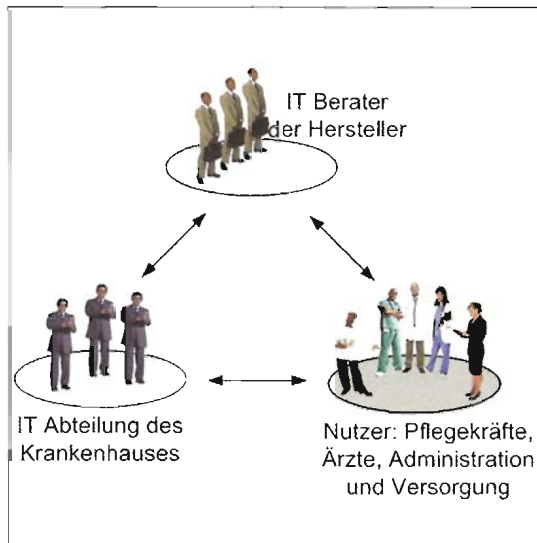 IT Berater
der Hersteller
IT Abteilung des
Krankenhauses
Nutzer: Pflegekräfte,
Ärzte, Administration
und Versorgung